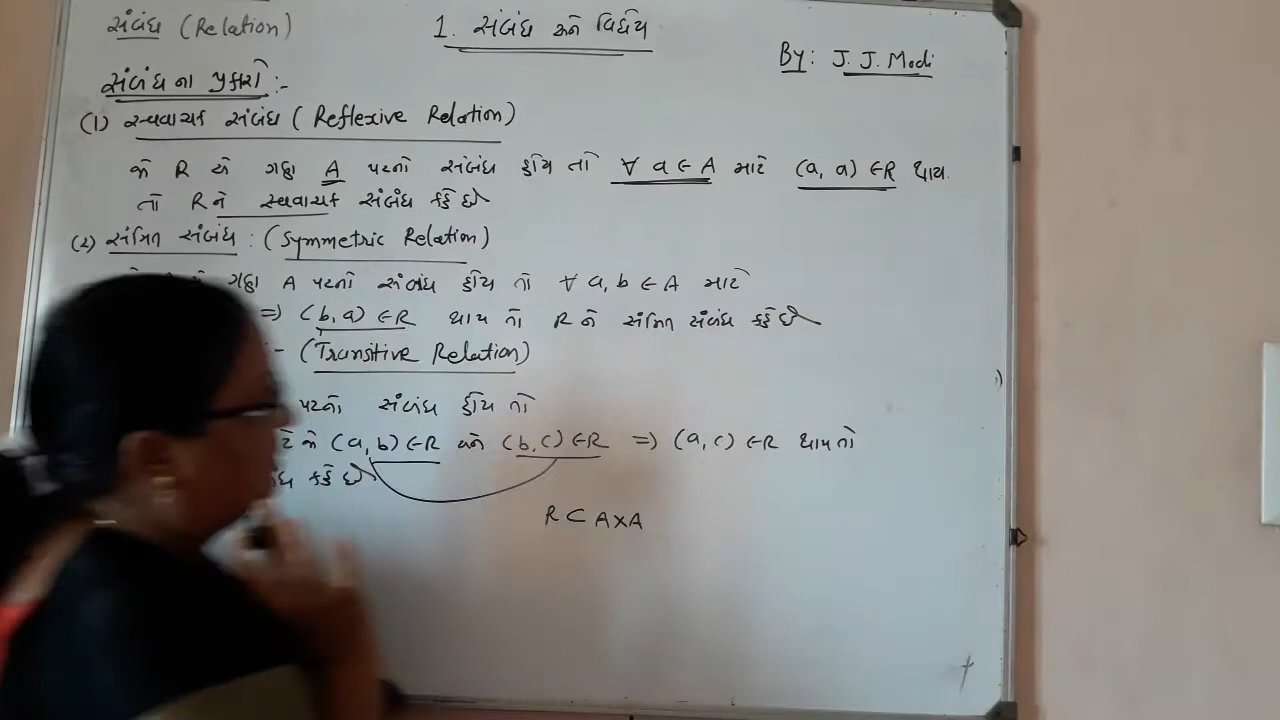 સંબંધ (Relation)
1. સંબંધ અને વિધેય
By: J. J. Modi
સંબંધ ના પ્રકારો :-
(1) સ્વવાચક સંબંધ ( Reflexive Relation)
જો R એ ગણ A પરનો સંબંધ હોય તો ∀ a ∈ A માટે (a, a) ∈ R થાય
તો R ને સ્વવાચક સંબંધ કહે છે
(2) સંમિત સંબંધ : (Symmetric Relation)
ગણ A પરનો સંબંધ હોય તો ∀ a, b ∈ A માટે
=> (b, a) ∈ R થાય તો R ને સંમિત સંબંધ કહે છે
:- (Transitive Relation)
પરનો સંબંધ હોય તો
જો (a, b) ∈ R અને (b, c) ∈ R => (a, c) ∈ R થાય તો
કહે છે
R ⊂ A×A